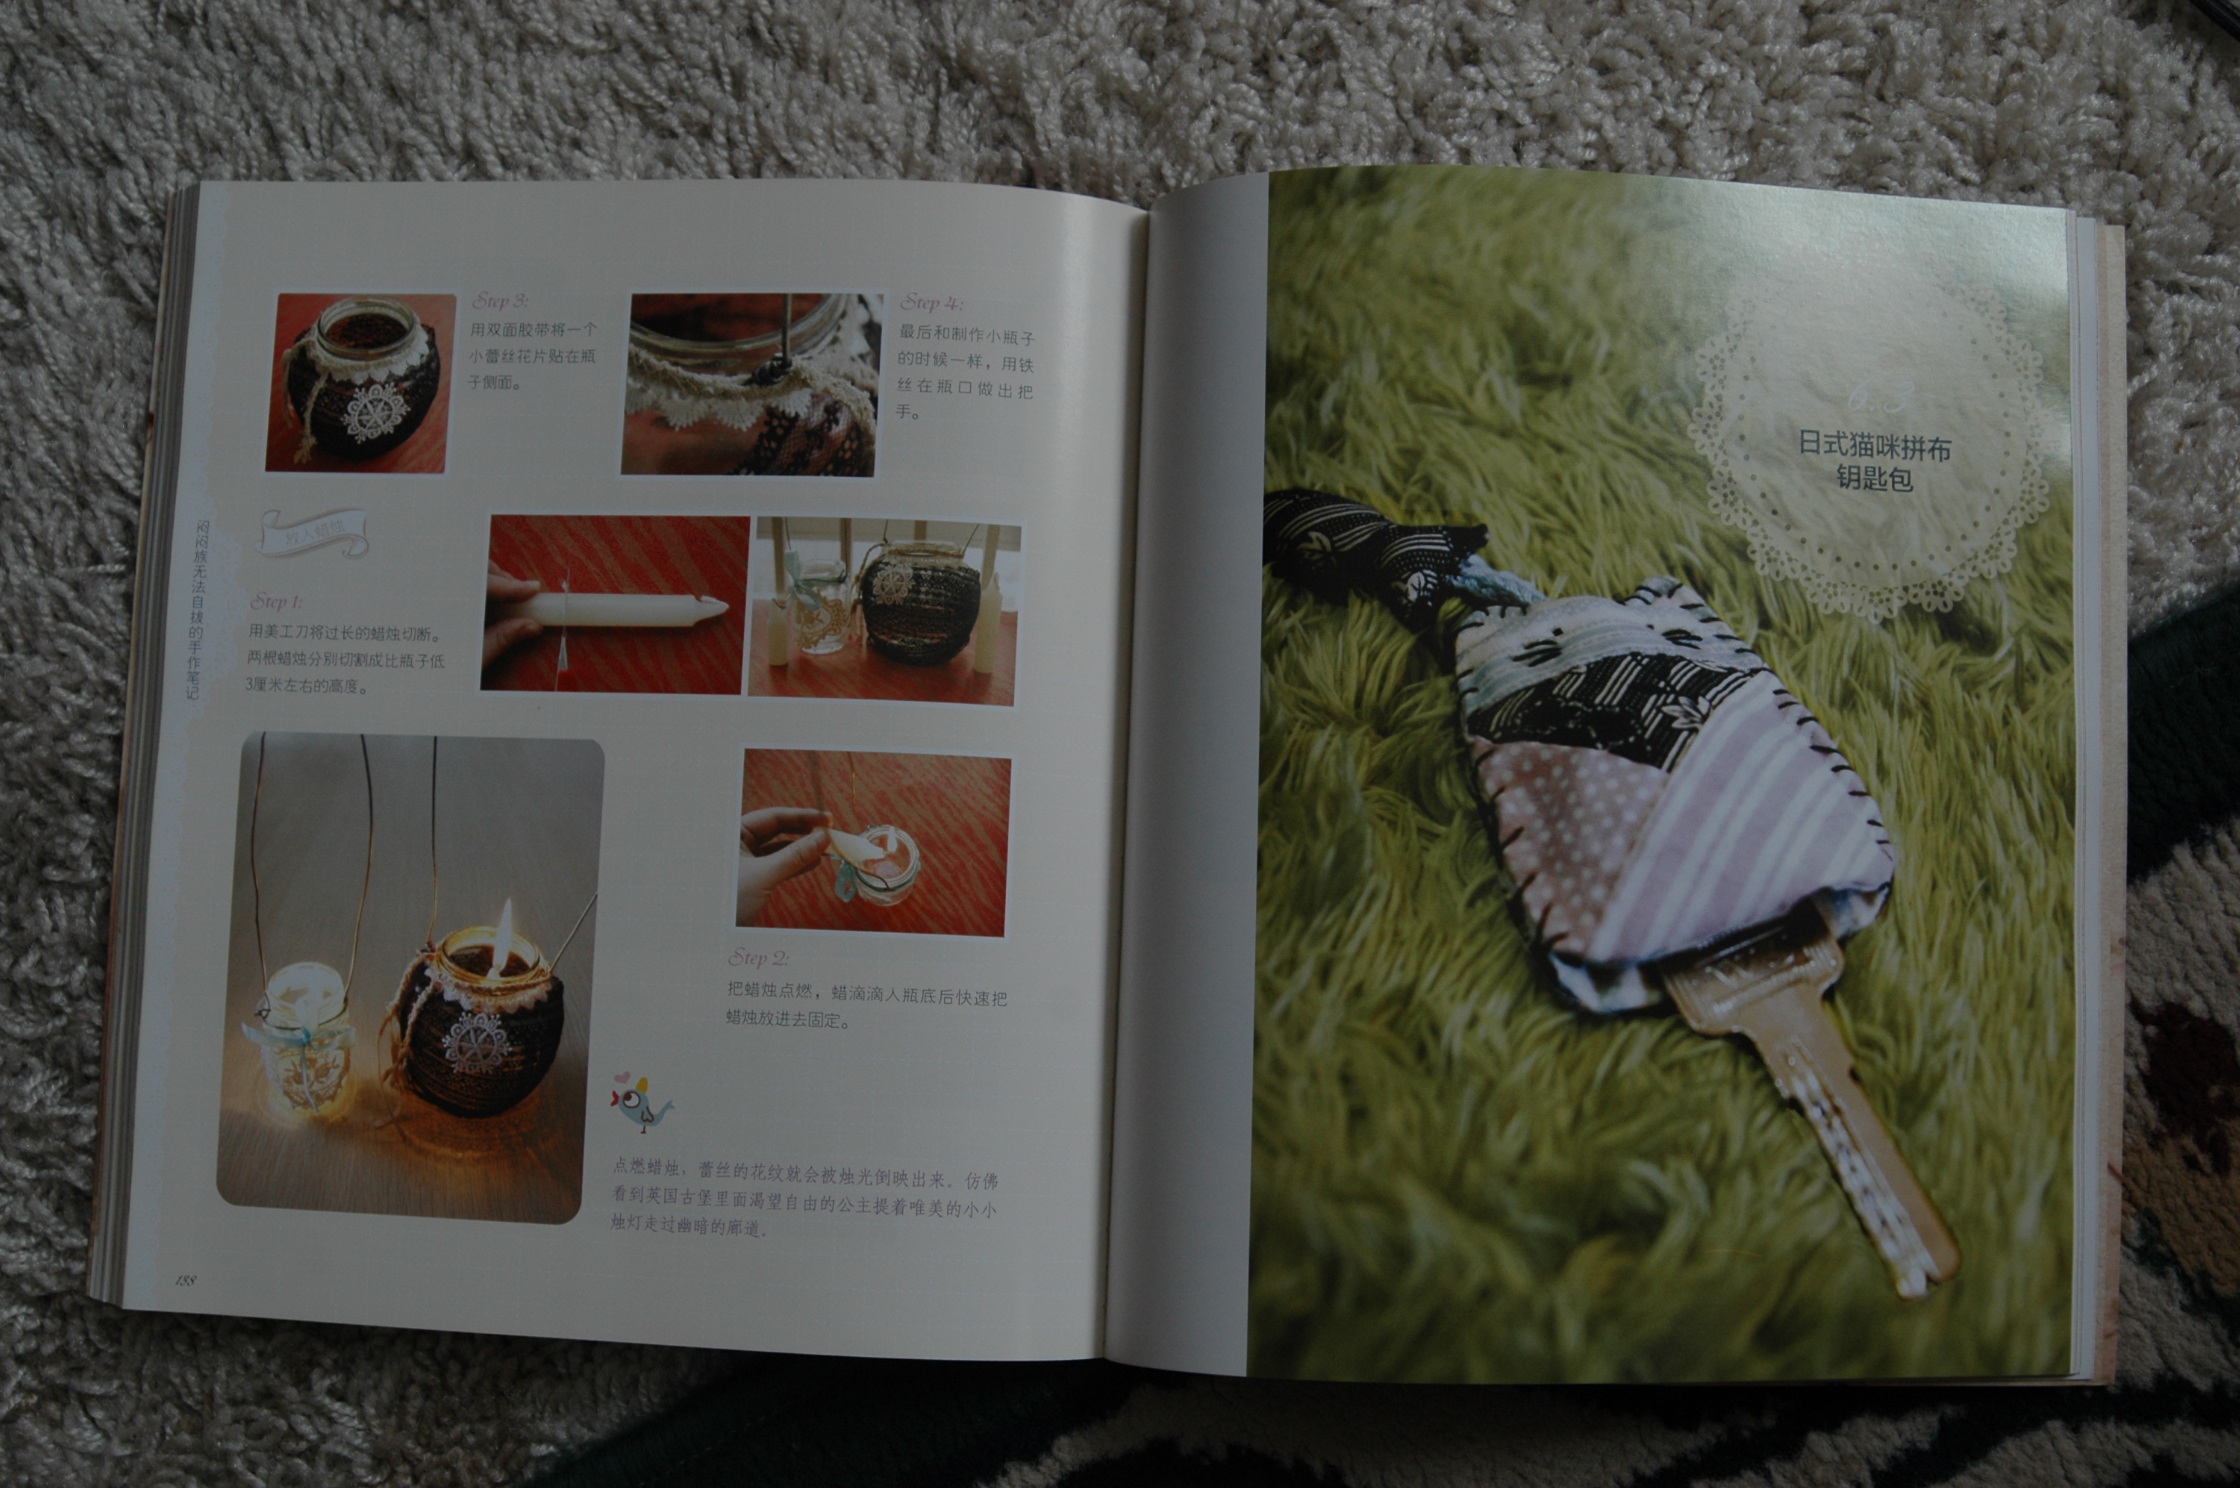 闷闷族无法自拔的手作笔记
Step 3:
用双面胶带将一个
小蕾丝花片贴在瓶
子侧面。
Step 4:
最后和制作小瓶子
的时候一样，用铁
丝在瓶口做出把
手。
放入蜡烛
Step 1:
用美工刀将过长的蜡烛切断。
两根蜡烛分别切割成比瓶子低
3厘米左右的高度。
Step 2:
把蜡烛点燃，蜡滴滴入瓶底后快速把
蜡烛放进去固定。
点燃蜡烛，蕾丝的花纹就会被烛光倒映出来。仿佛
看到英国古堡里面渴望自由的公主提着唯美的小小
烛灯走过幽暗的廊道。
188
6.3
日式猫咪拼布
钥匙包